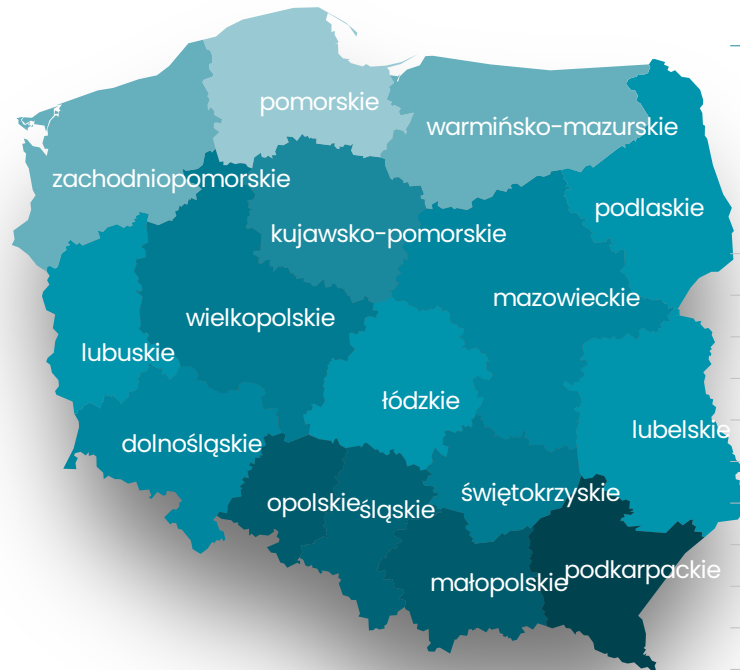 pomorskie
warmińsko-mazurskie
zachodniopomorskie
podlaskie
kujawsko-pomorskie
mazowieckie
wielkopolskie
lubuskie
łódzkie
lubelskie
dolnośląskie
świętokrzyskie
opolskie
śląskie
podkarpackie
małopolskie